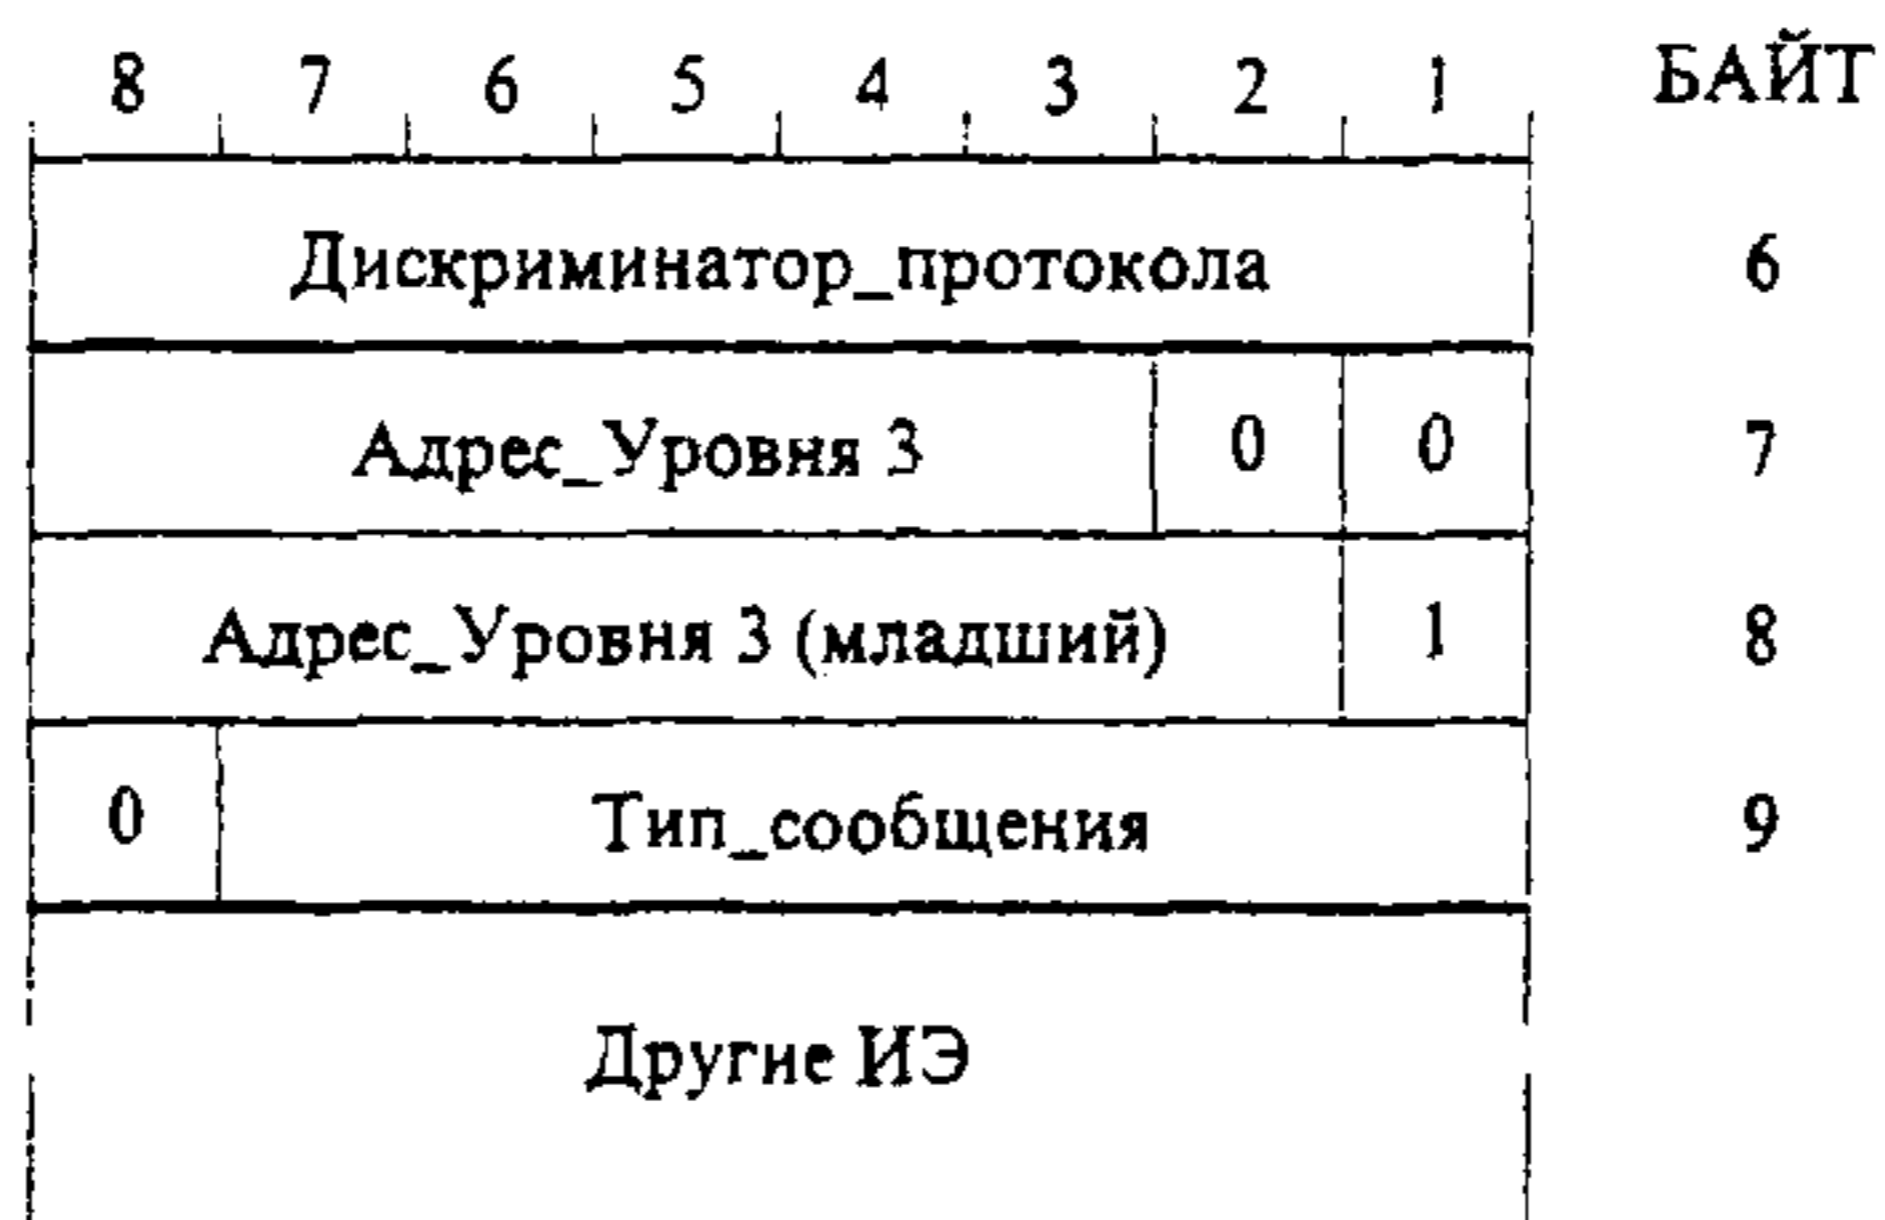 8 7 6 5 4 3 2 1 БАЙТ
Дискриминатор_протокола 6
Адрес_Уровня 3 0 0 7
Адрес_Уровня 3 (младший) 1 8
0 Тип_сообщения 9
Другие ИЭ